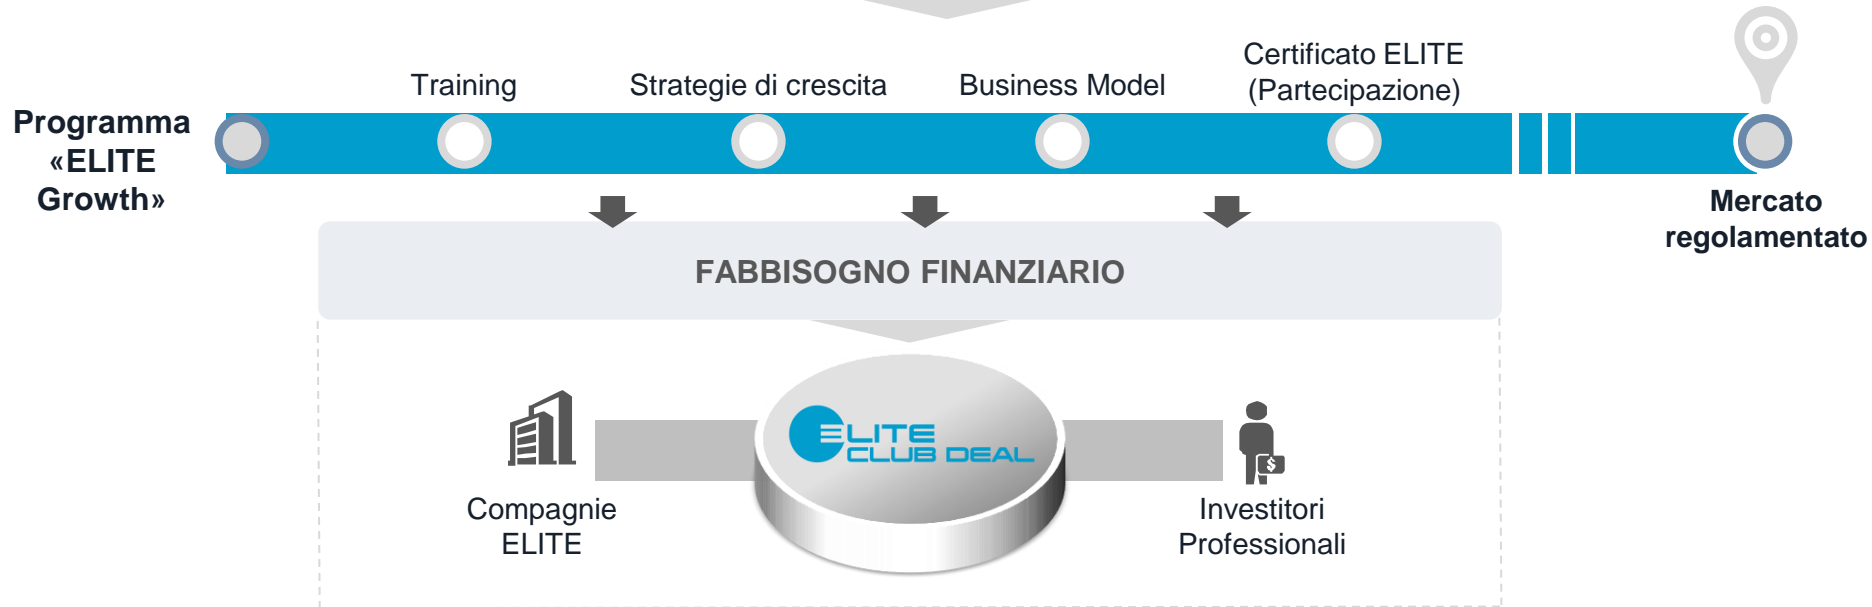 Training
Strategie di crescita
Business Model
Certificato ELITE
(Partecipazione)
Programma
«ELITE
Growth»
Mercato
regolamentato
FABBISOGNO FINANZIARIO
ELITE
CLUB DEAL
$
Compagnie
ELITE
Investitori
Professionali